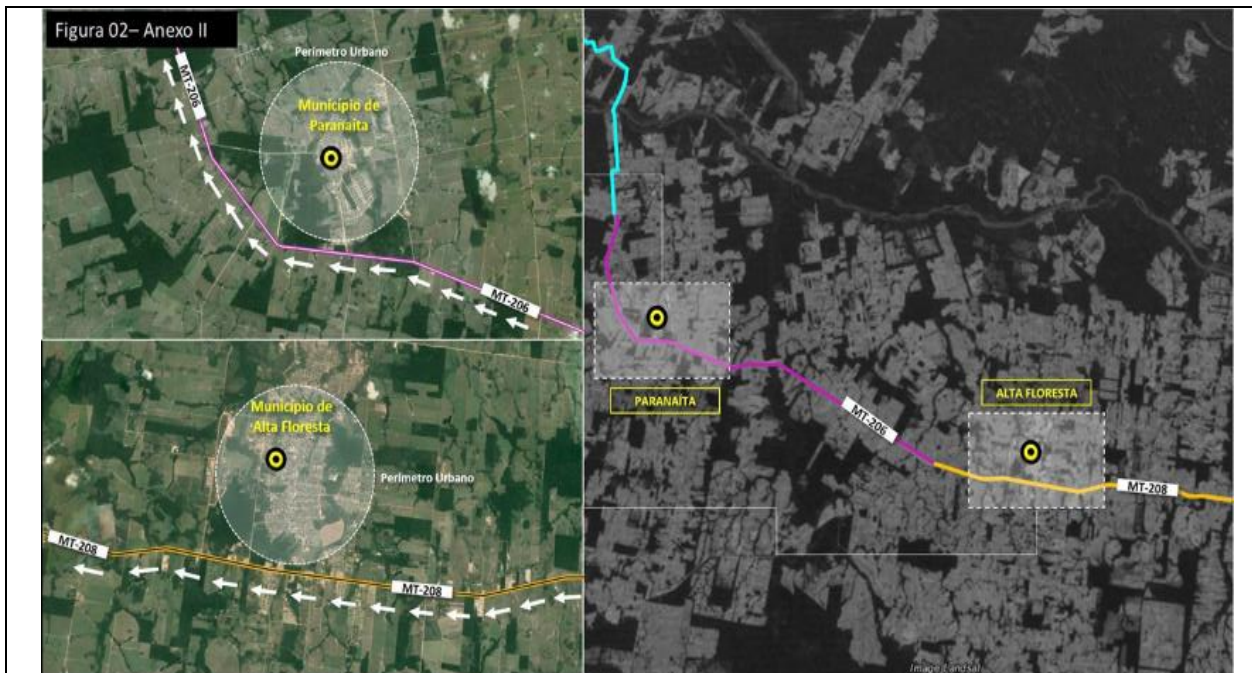 Figura 02– Anexo II
Perímetro Urbano
MT-206
Município de
Paranaíta
MT-206
Município de
Alta Floresta
Perímetro Urbano
MT-208
MT-208
PARANAÍTA
ALTA FLORESTA
MT-206
MT-208
Image Landsat